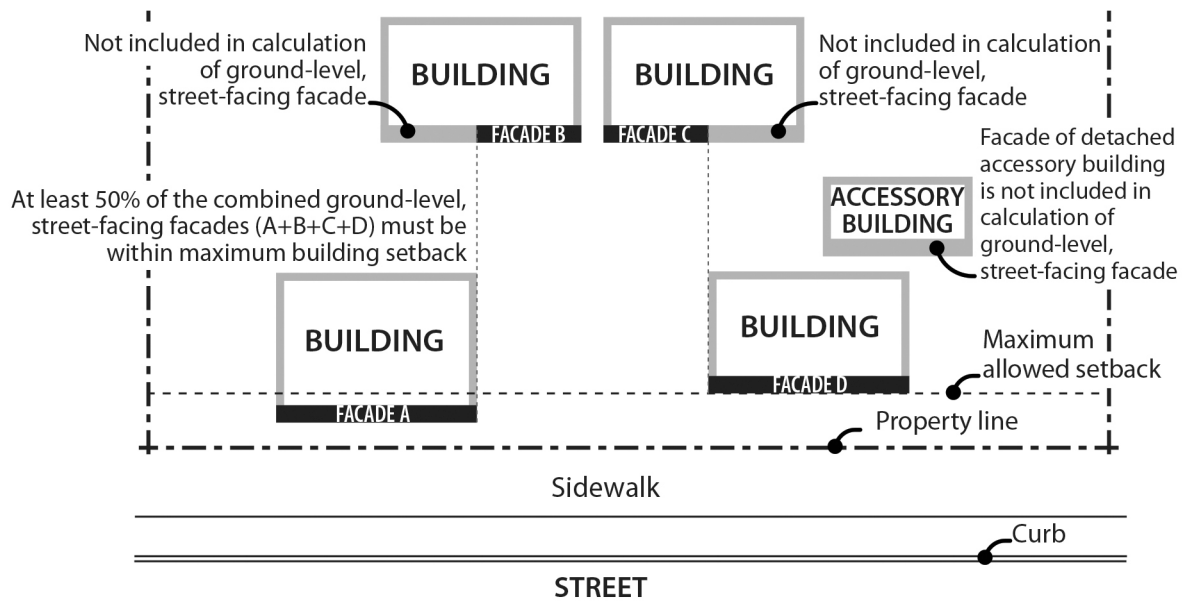 Not included in calculation
of ground-level,
street-facing facade
BUILDING
FACADE B
BUILDING
FACADE C
Not included in calculation
of ground-level,
street-facing facade
Facade of detached
accessory building
is not included in
calculation of
ground-level,
street-facing facade
ACCESSORY
BUILDING
At least 50% of the combined ground-level,
street-facing facades (A+B+C+D) must be
within maximum building setback
BUILDING
FACADE A
BUILDING
FACADE D
Maximum
allowed setback
Property line
Sidewalk
Curb
STREET